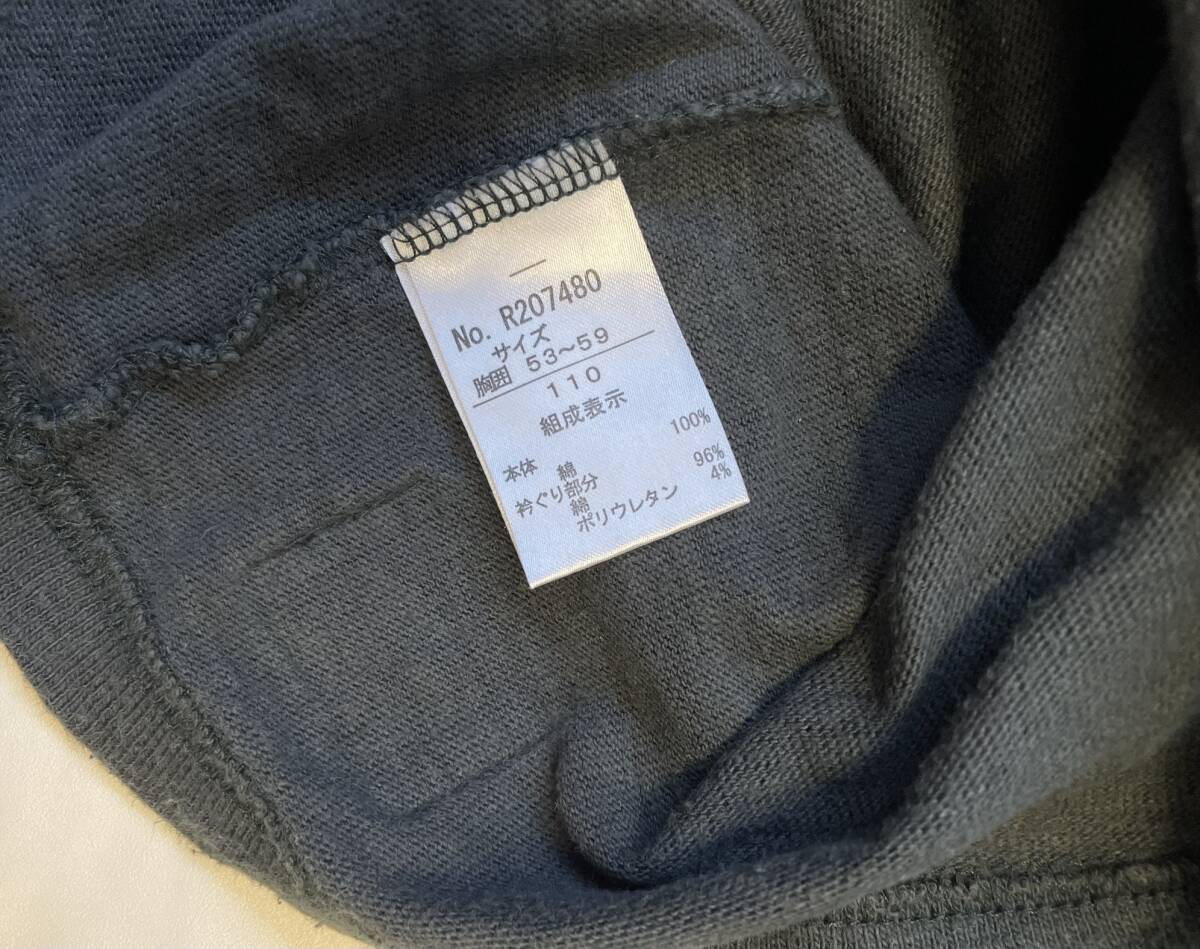 —
No. R207480
サイズ
胸囲 53～59
110
組成表示
本体 綿 100%
衿ぐり部分
綿 96%
ポリウレタン 4%